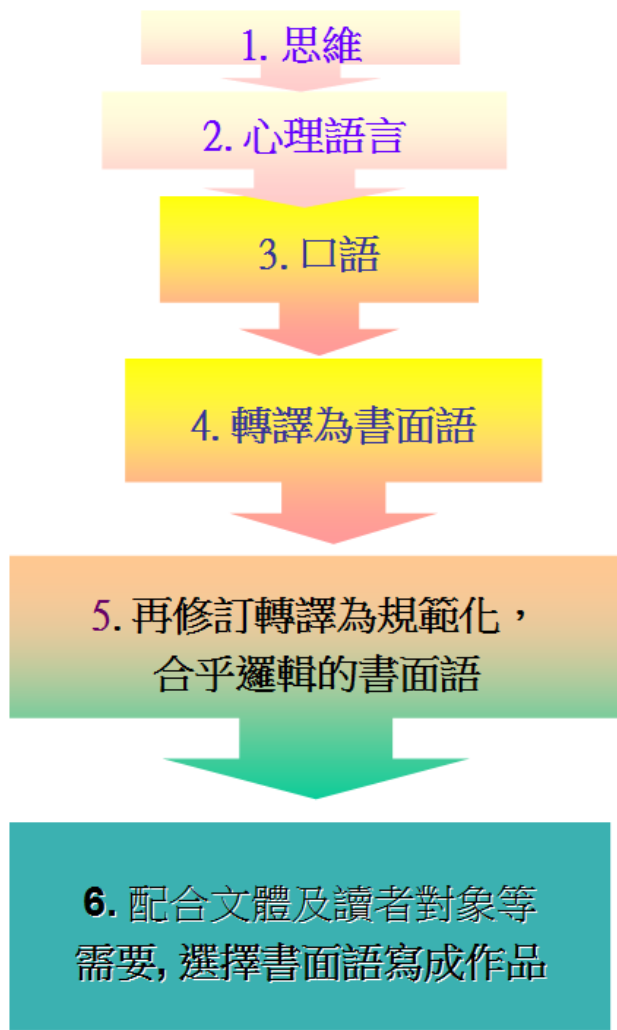 1. 思維
2. 心理語言
3. 口語
4. 轉譯為書面語
5. 再修訂轉譯為規範化，
合乎邏輯的書面語
6. 配合文體及讀者對象等
需要, 選擇書面語寫成作品